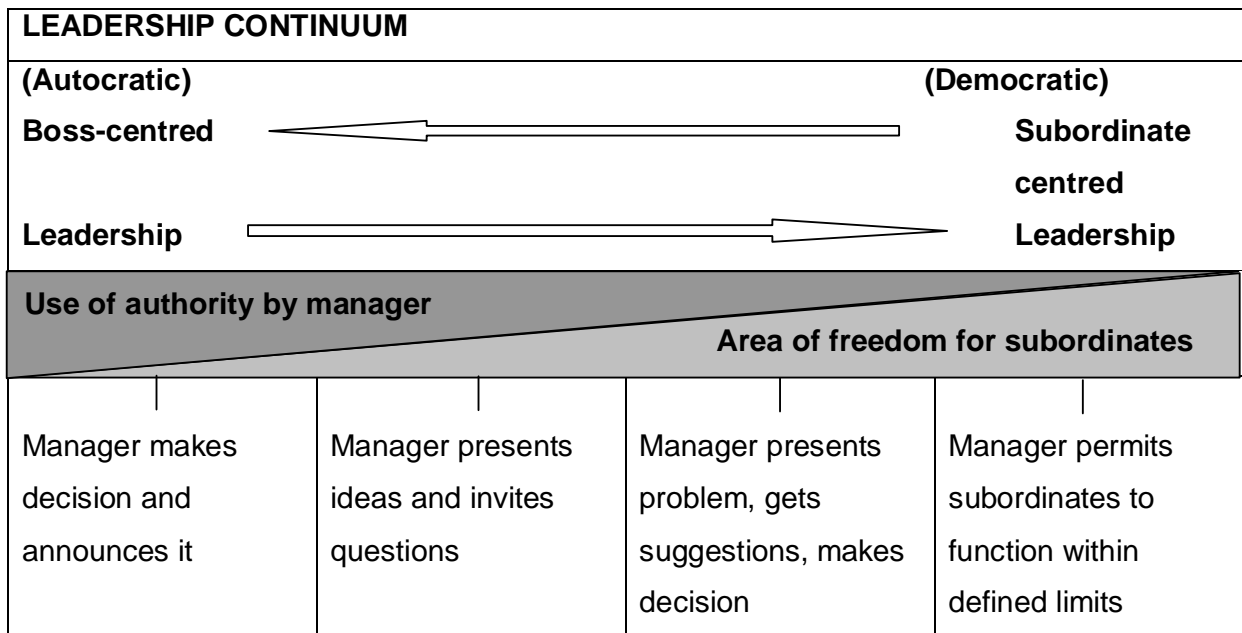 LEADERSHIP CONTINUUM
(Autocratic) (Democratic)
Boss-centred Subordinate
centred
Leadership Leadership
Use of authority by manager
Area of freedom for subordinates
Manager makes
decision and
announces it
Manager presents
ideas and invites
questions
Manager presents
problem, gets
suggestions, makes
decision
Manager permits
subordinates to
function within
defined limits